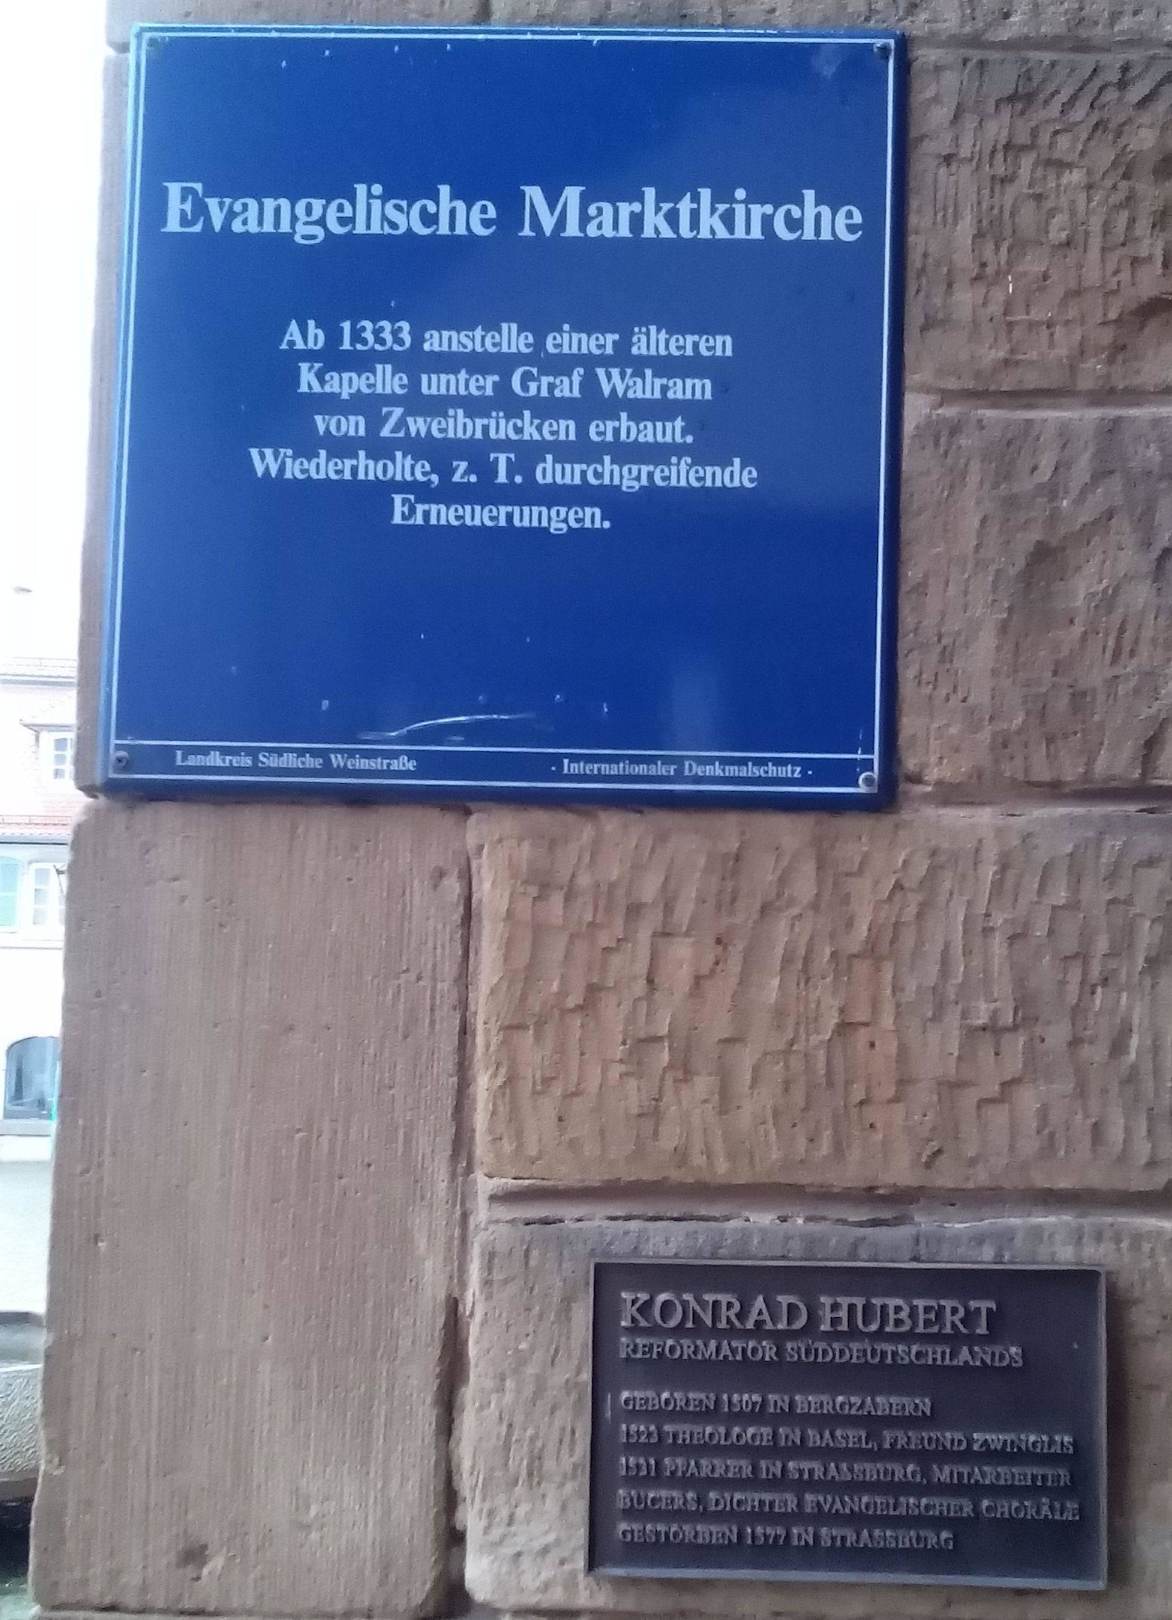 Evangelische Marktkirche
Ab 1333 anstelle einer älteren
Kapelle unter Graf Walram
von Zweibrücken erbaut.
Wiederholte, z. T. durchgreifende
Erneuerungen.
Landkreis Südliche Weinstraße
· Internationaler Denkmalschutz ·
KONRAD HUBERT
REFORMATOR SÜDDEUTSCHLANDS
GEBOREN 1507 IN BERGZABERN
1523 THEOLOGE IN BASEL, FREUND ZWINGLIS
1531 PFARRER IN STRASSBURG, MITARBEITER
BUCERS, DICHTER EVANGELISCHER CHORÄLE
GESTORBEN 1577 IN STRASSBURG